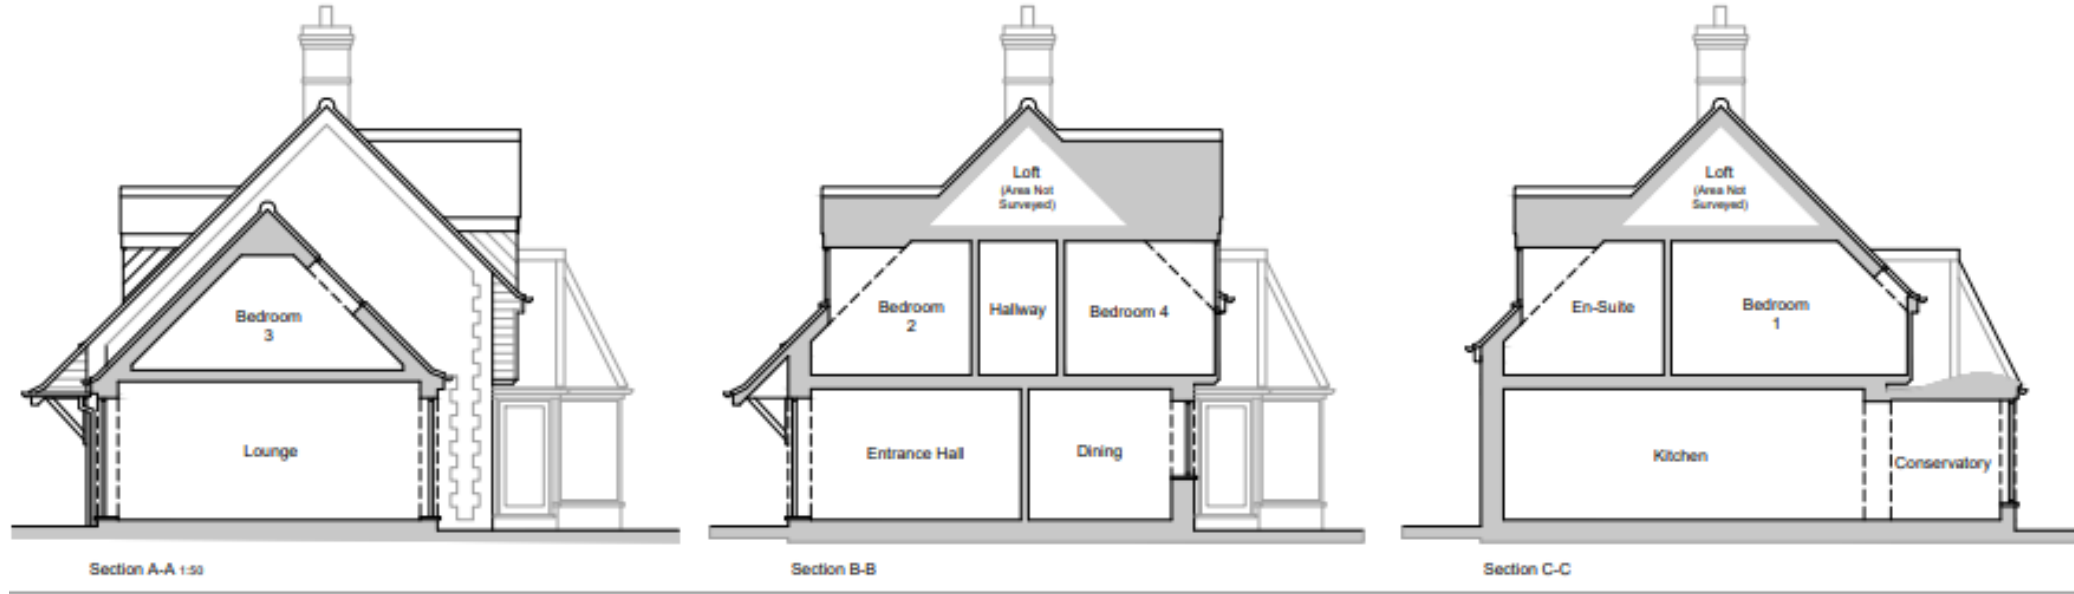 Loft
(Area Not
Surveyed)
Loft
(Area Not
Surveyed)
Bedroom
3
Bedroom
2
Hallway
Bedroom 4
En-Suite
Bedroom
1
Lounge
Entrance Hall
Dining
Kitchen
Conservatory
Section A-A 1:50
Section B-B
Section C-C